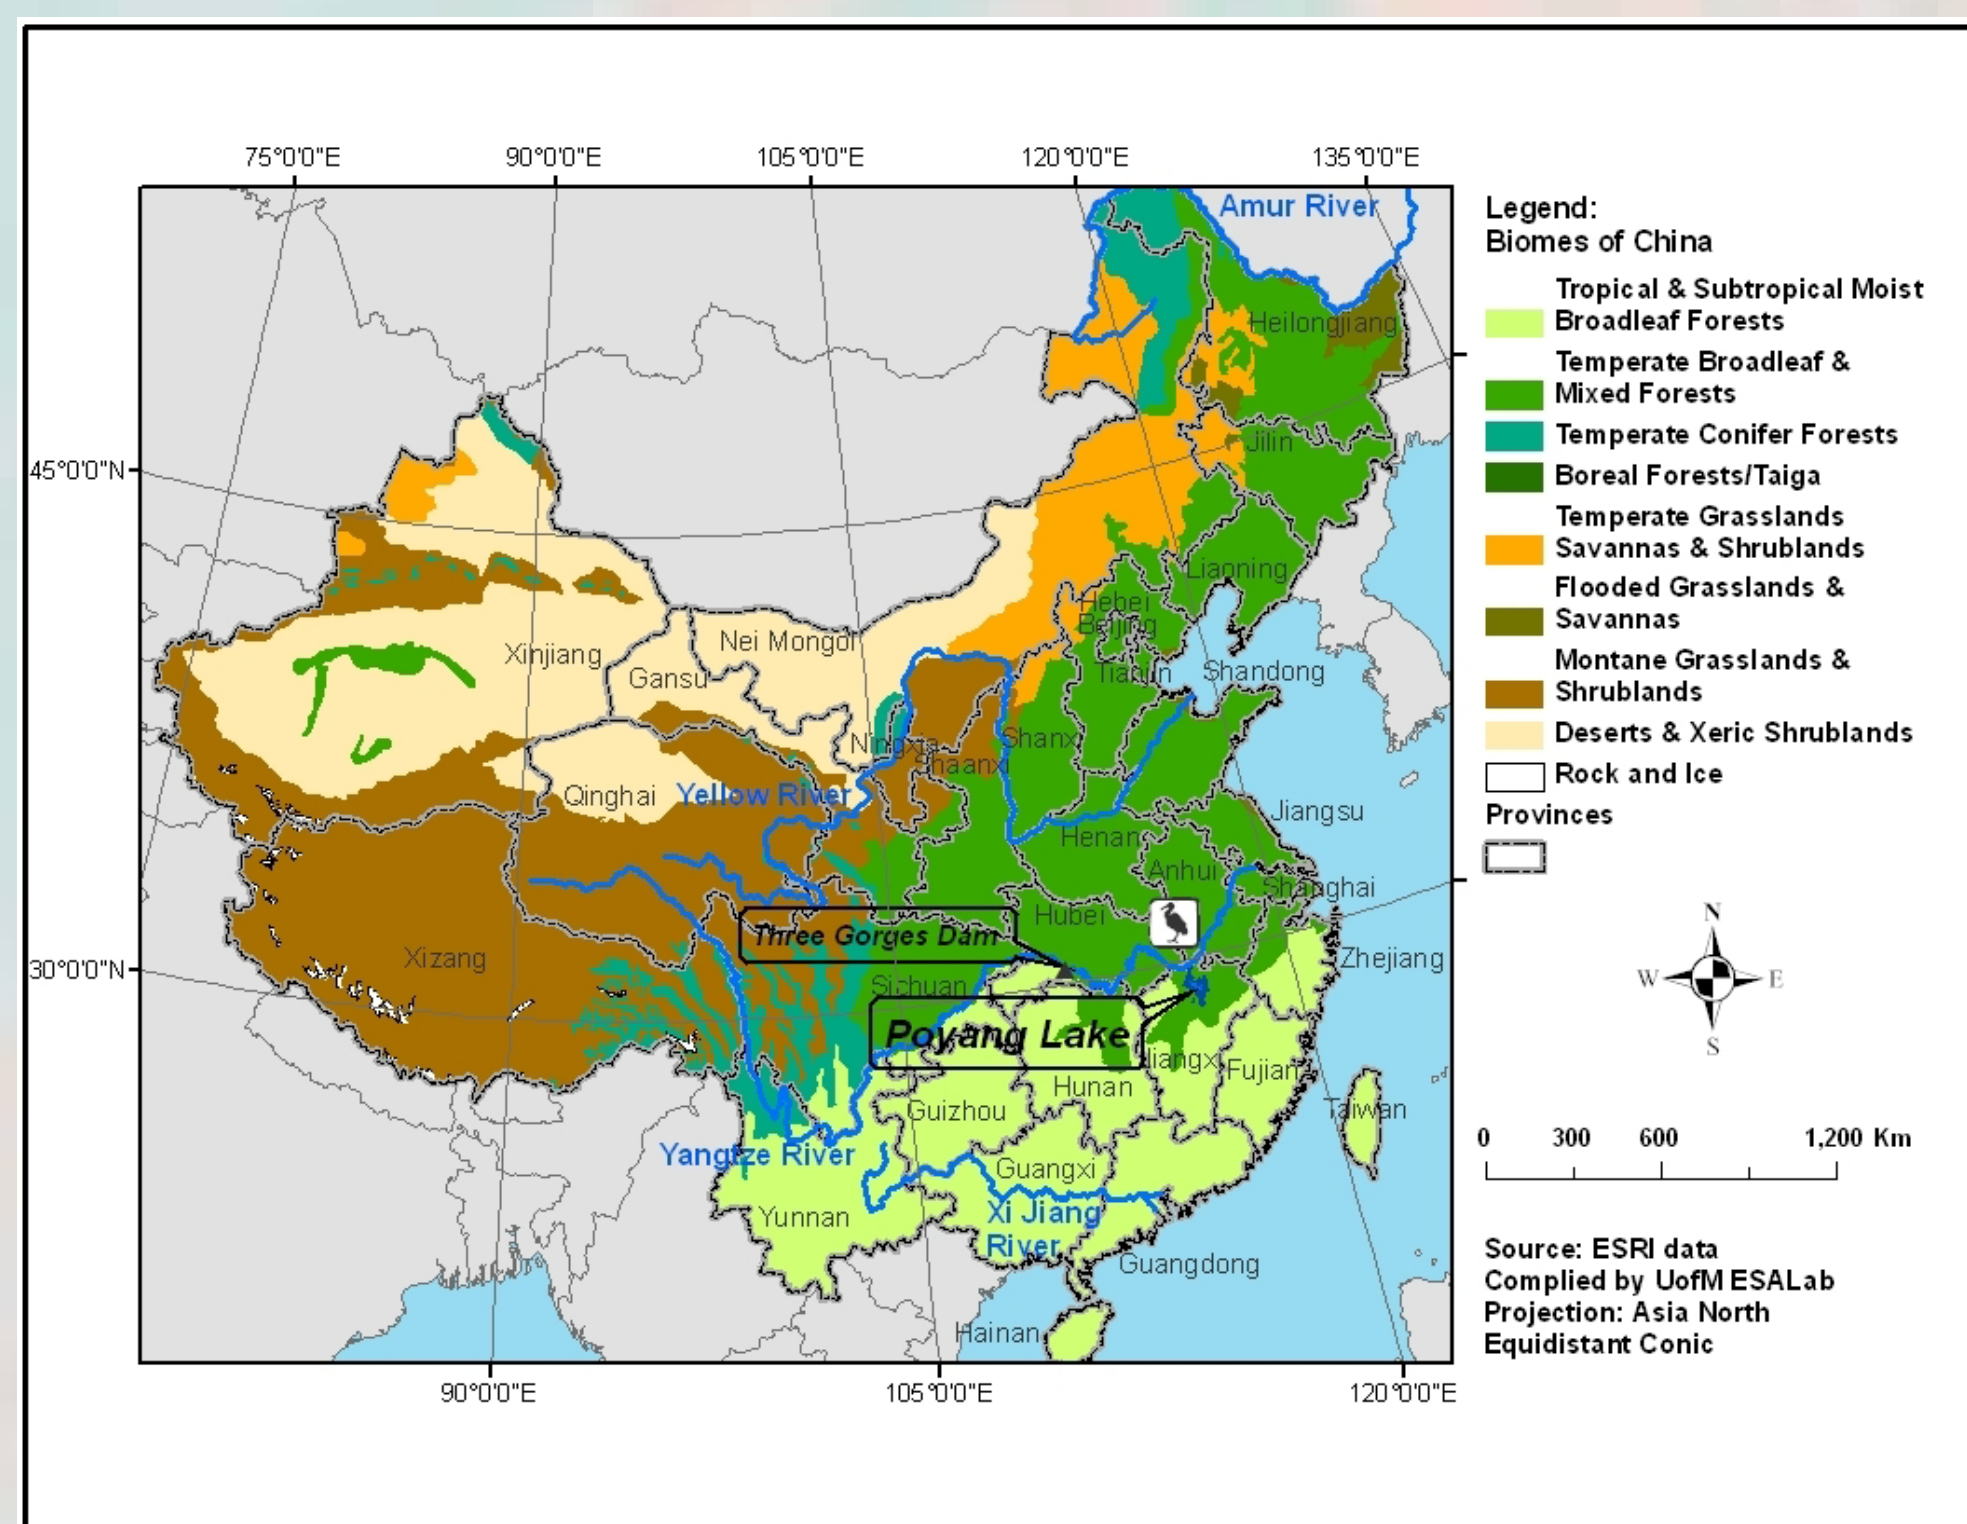 75°0'0"E
90°0'0"E
105°0'0"E
120°0'0"E
135°0'0"E
45°0'0"N
30°0'0"N
90°0'0"E
105°0'0"E
120°0'0"E
Amur River
Heilongjiang
Jilin
Liaoning
Hebei
Beijing
Tianjin
Shandong
Nei Mongol
Xinjiang
Gansu
Ningxia
Shanxi
Shaanxi
Qinghai
Yellow River
Jiangsu
Henan
Anhui
Shanghai
Hubei
Three Gorges Dam
Xizang
Zhejiang
Sichuan
Poyang Lake
Jiangxi
Fujian
Hunan
Guizhou
Taiwan
Yangtze River
Guangxi
Yunnan
Xi Jiang
River
Guangdong
Hainan
Legend:
Biomes of China
Tropical & Subtropical Moist
Broadleaf Forests
Temperate Broadleaf &
Mixed Forests
Temperate Conifer Forests
Boreal Forests/Taiga
Temperate Grasslands
Savannas & Shrublands
Flooded Grasslands &
Savannas
Montane Grasslands &
Shrublands
Deserts & Xeric Shrublands
Rock and Ice
Provinces
N
W E
S
0 300 600 1,200 Km
Source: ESRI data
Complied by UofM ESALab
Projection: Asia North
Equidistant Conic